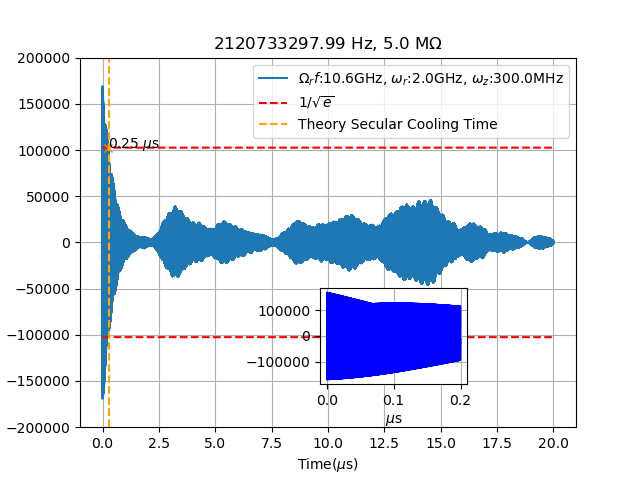 2120733297.99 Hz, 5.0 MΩ
200000
150000
100000
50000
0
−50000
−100000
−150000
−200000
Ω_rf:10.6GHz, ω_r:2.0GHz, ω_z:300.0MHz
1/√e
Theory Secular Cooling Time
0.25 μs
100000
0
−100000
0.0 0.1 0.2
μs
0.0 2.5 5.0 7.5 10.0 12.5 15.0 17.5 20.0
Time(μs)